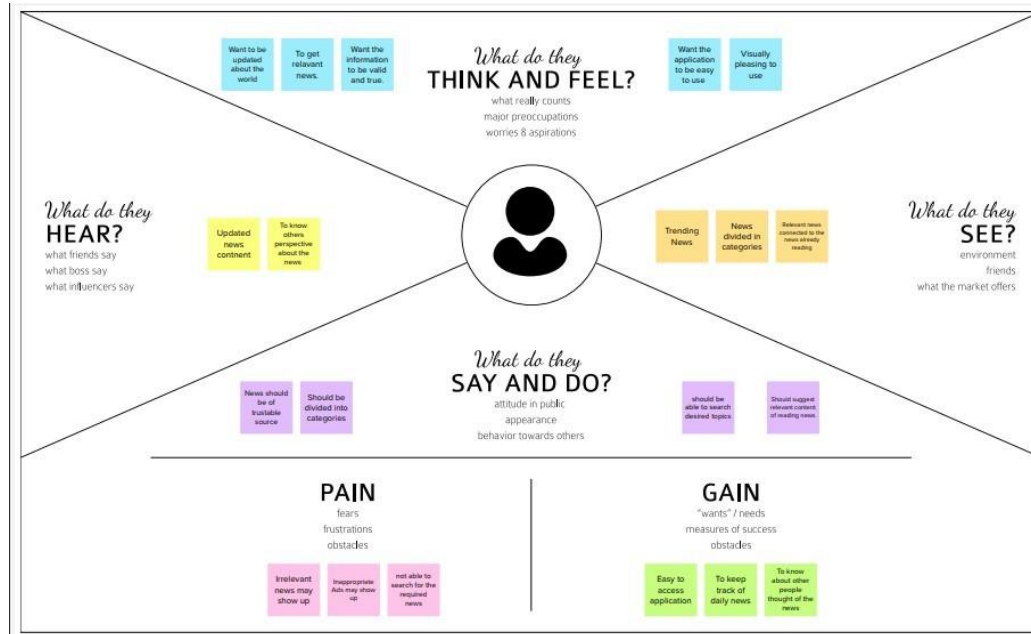 Want to be
updated
about the
world
To get
relavant
news.
Want the
information
to be valid
and true.
What do they
THINK AND FEEL?
what really counts
major preoccupations
worries & aspirations
Want the
application
to be easy
to use
Visually
pleasing to
use
What do they
HEAR?
what friends say
what boss say
what influencers say
Updated
news
contnent
To know
others
perspective
about the
news
Trending
News
News
divided in
categories
Relevant news
connected to the
news already
reading
What do they
SEE?
environment
friends
what the market offers
News should
be of
trustable
source
Should be
divided into
categories
What do they
SAY AND DO?
attitude in public
appearance
behavior towards others
should be
able to search
desired topics
Should suggest
relevant content
of reading news
PAIN
fears
frustrations
obstacles
Irrelevent
news may
show up
Ineppropriete
Ads may show
up
not able to
search for the
required
news
GAIN
"wants" / needs
measures of success
obstacles
Easy to
access
application
To keep
track of
daily news
To know
about other
people
thought of the
news